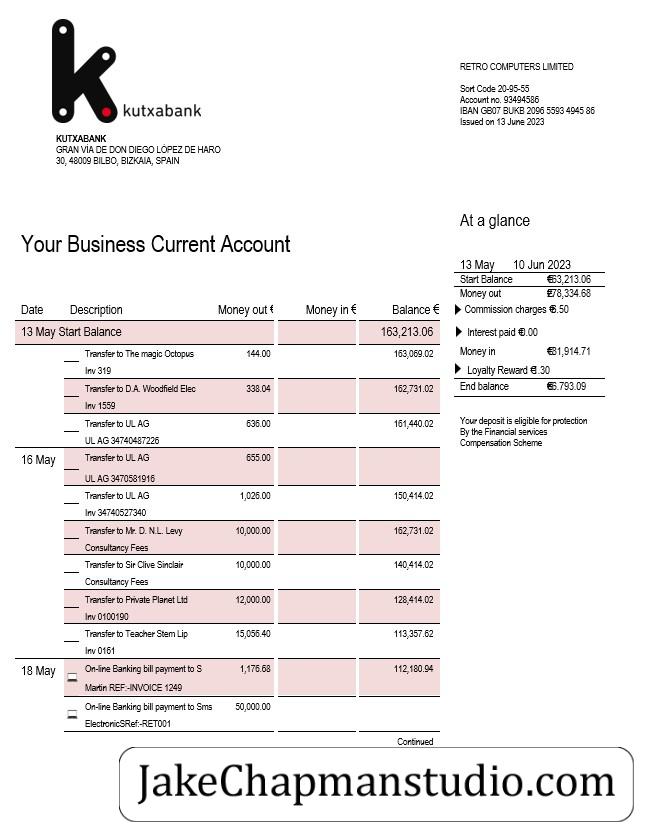 kutxabank
KUTXABANK
GRAN VÍA DE DON DIEGO LÓPEZ DE HARO
30, 48009 BILBO, BIZKAIA, SPAIN
RETRO COMPUTERS LIMITED
Sort Code 20-95-55
Account no. 93494586
IBAN GB07 BUKB 2096 5593 4945 86
Issued on 13 June 2023
At a glance
13 May 10 Jun 2023
Start Balance €63,213.06
Money out €78,334.68
Commission charges €6.50
Interest paid €0.00
Money in €31,914.71
Loyalty Reward €1.30
End balance €6.793.09
Your deposit is eligible for protection
By the Financial services
Compensation Scheme
Your Business Current Account
Date Description Money out € Money in € Balance €
13 May Start Balance 163,213.06
Transfer to The magic Octopus 144.00 163,069.02
Inv 319
Transfer to D.A. Woodfield Elec 338.04 162,731.02
Inv 1559
Transfer to UL AG 636.00 161,440.02
UL AG 34740487226
16 May Transfer to UL AG 655.00
UL AG 3470581916
Transfer to UL AG 1,026.00 150,414.02
Inv 34740527340
Transfer to Mr. D. N.L. Levy 10,000.00 162,731.02
Consultancy Fees
Transfer to Sir Clive Sinclair 10,000.00 140,414.02
Consultancy Fees
Transfer to Private Planet Ltd 12,000.00 128,414.02
Inv 0100190
Transfer to Teacher Stem Lip 15,056.40 113,357.62
Inv 0161
18 May On-line Banking bill payment to S 1,176.68 112,180.94
Martin REF:-INVOICE 1249
On-line Banking bill payment to Sms 50,000.00
ElectronicSRef:-RET001
Continued
JakeChapmanstudio.com